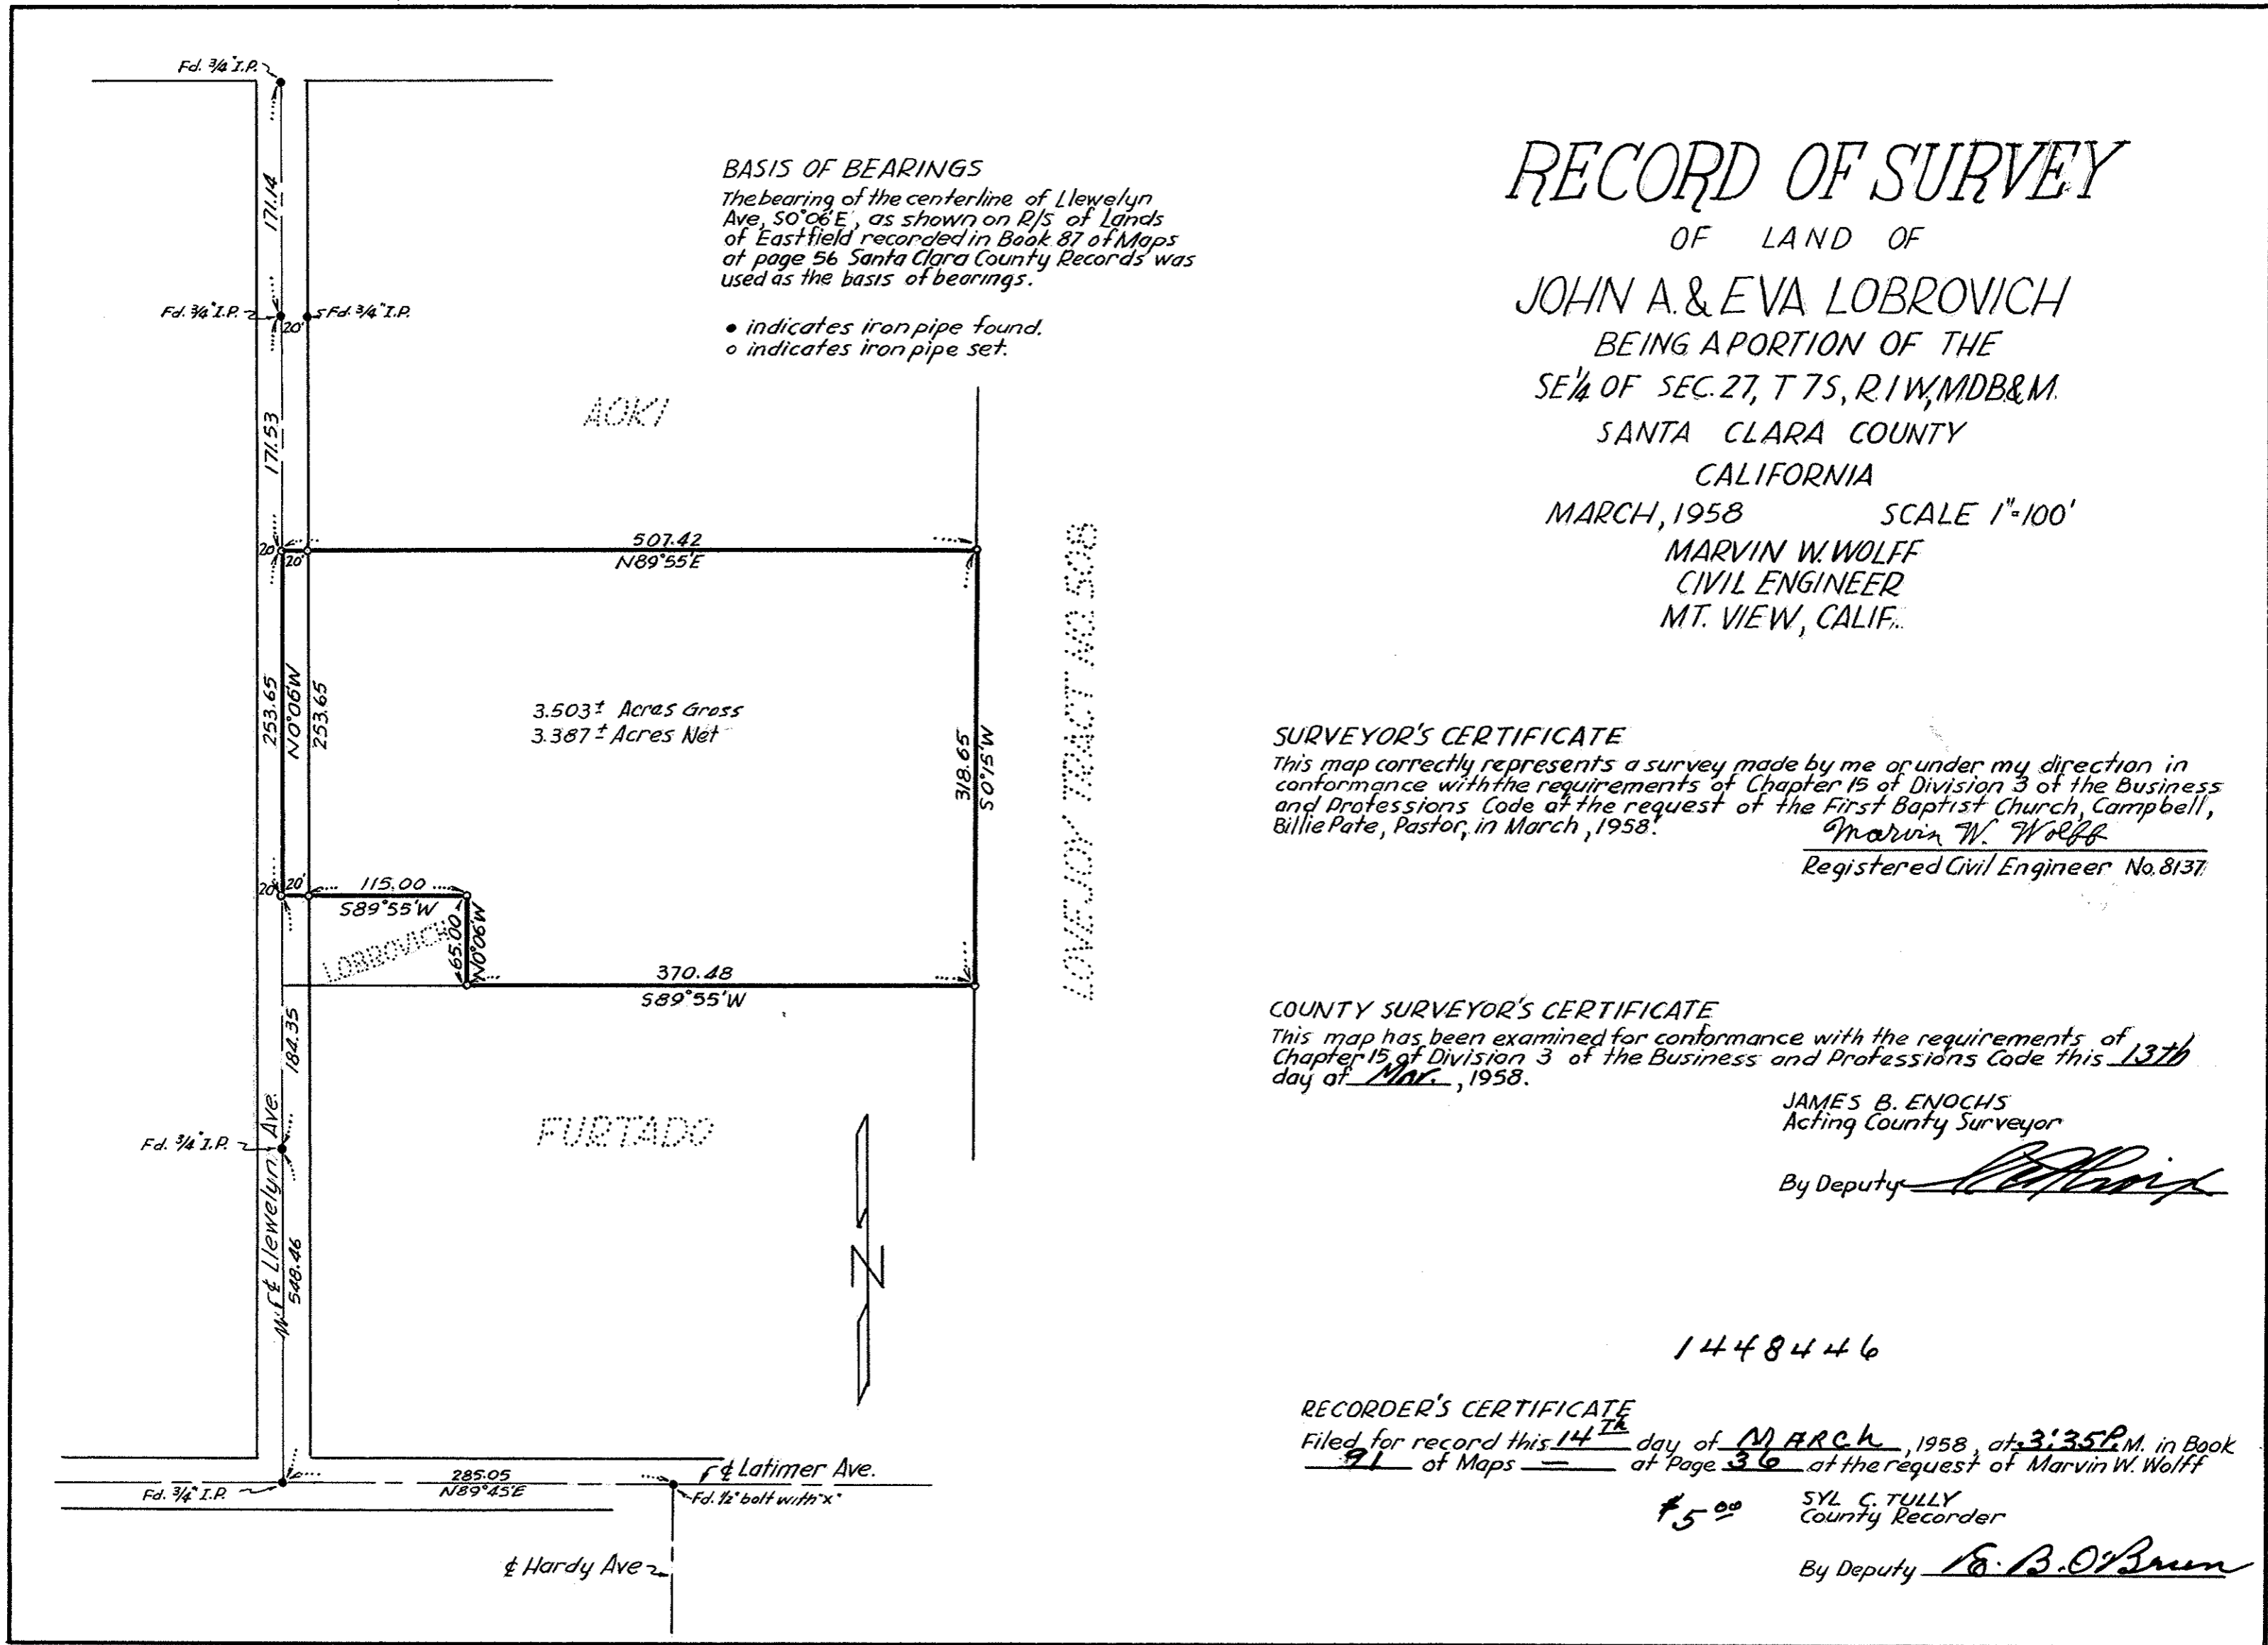 Fd. 3/4" I.P.
171.14
Fd. 3/4" I.P.
20'
Fd. 3/4" I.P.
171.53
BASIS OF BEARINGS
The bearing of the centerline of Llewelyn
Ave, S0°06'E, as shown on R/S of Lands
of Eastfield recorded in Book 87 of Maps
at page 56 Santa Clara County Records was
used as the basis of bearings.
• indicates iron pipe found.
o indicates iron pipe set.
AOKI
20'
20'
507.42
N89°55'E
253.65
N0°06'W
253.65
3.503± Acres Gross
3.387± Acres Net
318.65
S0°15'W
LOVEJOY TRACT NO. 508
20'
20'
115.00
S89°55'W
LOBROVICH
65.00
N0°06'W
370.48
S89°55'W
184.35
Fd. 3/4" I.P.
FURTADO
℄ Llewelyn Ave.
548.46
N
Fd. 3/4" I.P.
285.05
N89°45'E
℄ Latimer Ave.
Fd. 1/2" bolt with "x"
℄ Hardy Ave
RECORD OF SURVEY
OF LAND OF
JOHN A. & EVA LOBROVICH
BEING A PORTION OF THE
SE 1/4 OF SEC. 27, T 7S, R.1W, MDB&M.
SANTA CLARA COUNTY
CALIFORNIA
MARCH, 1958 SCALE 1"=100'
MARVIN W. WOLFF
CIVIL ENGINEER
MT. VIEW, CALIF.
SURVEYOR'S CERTIFICATE
This map correctly represents a survey made by me or under my direction in
conformance with the requirements of Chapter 15 of Division 3 of the Business
and Professions Code at the request of the First Baptist Church, Campbell,
Billie Pate, Pastor, in March, 1958.
Marvin W. Wolff
Registered Civil Engineer No. 8137
COUNTY SURVEYOR'S CERTIFICATE
This map has been examined for conformance with the requirements of
Chapter 15 of Division 3 of the Business and Professions Code this 13th
day of Mar., 1958.
JAMES B. ENOCHS
Acting County Surveyor
By Deputy
1448446
RECORDER'S CERTIFICATE
Filed for record this 14Th day of MARCh, 1958, at 3:35P.M. in Book
91 of Maps — at Page 36 at the request of Marvin W. Wolff
$5.00 SYL C. TULLY
County Recorder
By Deputy E. B. O'Brien